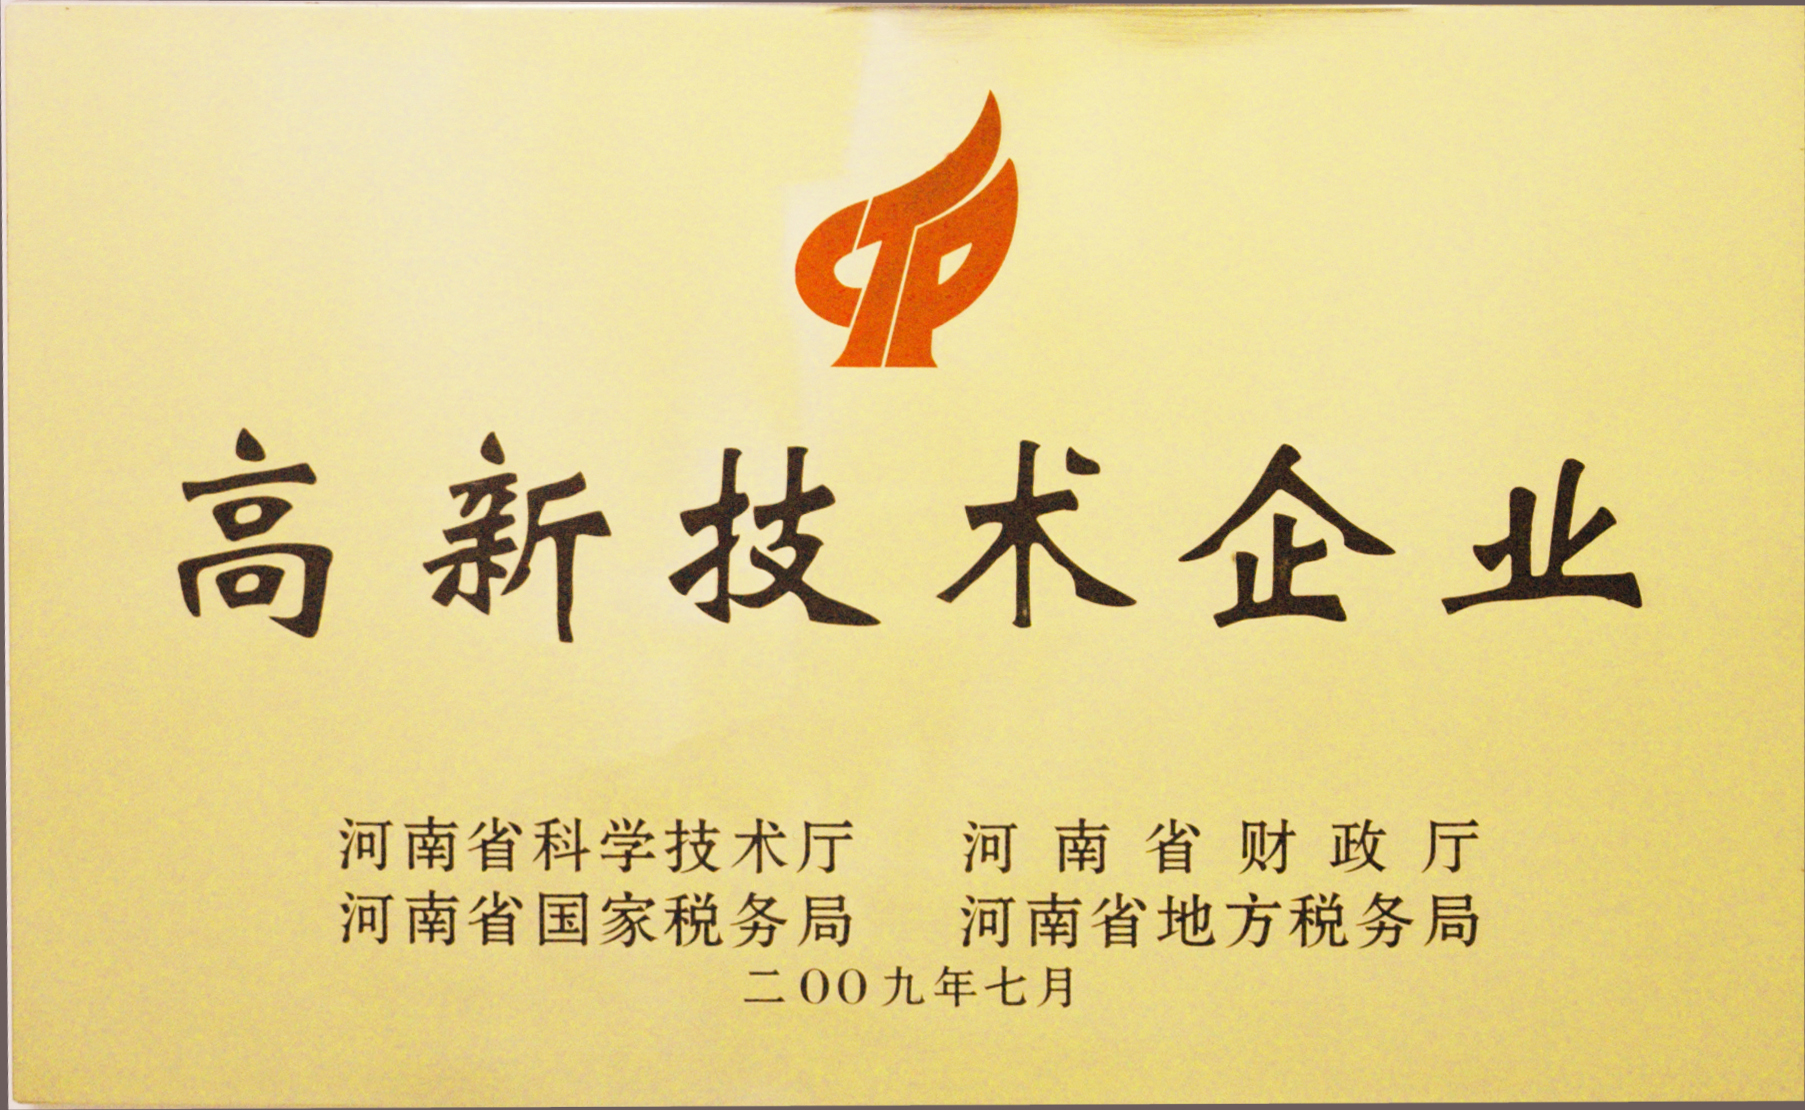 高新技术企业
河南省科学技术厅 河南省财政厅
河南省国家税务局 河南省地方税务局
二OO九年七月